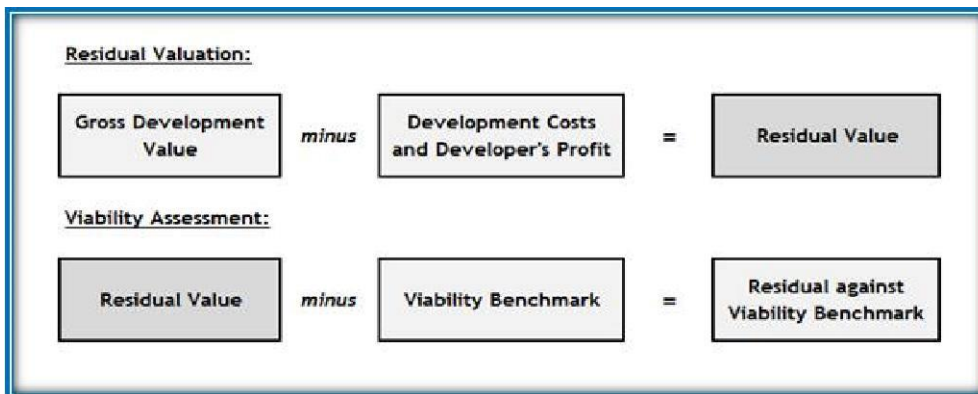 Residual Valuation:
Gross Development
Value
minus
Development Costs
and Developer's Profit
=
Residual Value
Viability Assessment:
Residual Value
minus
Viability Benchmark
=
Residual against
Viability Benchmark